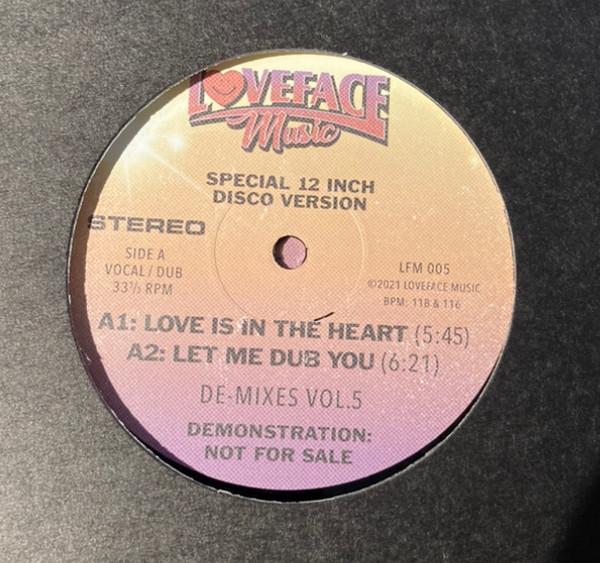 LOVEFACE
Music
SPECIAL 12 INCH
DISCO VERSION
STEREO
SIDE A
VOCAL / DUB
33⅓ RPM
LFM 005
©2021 LOVEFACE MUSIC
BPM: 118 & 116
A1: LOVE IS IN THE HEART (5:45)
A2: LET ME DUB YOU (6:21)
DE-MIXES VOL.5
DEMONSTRATION:
NOT FOR SALE